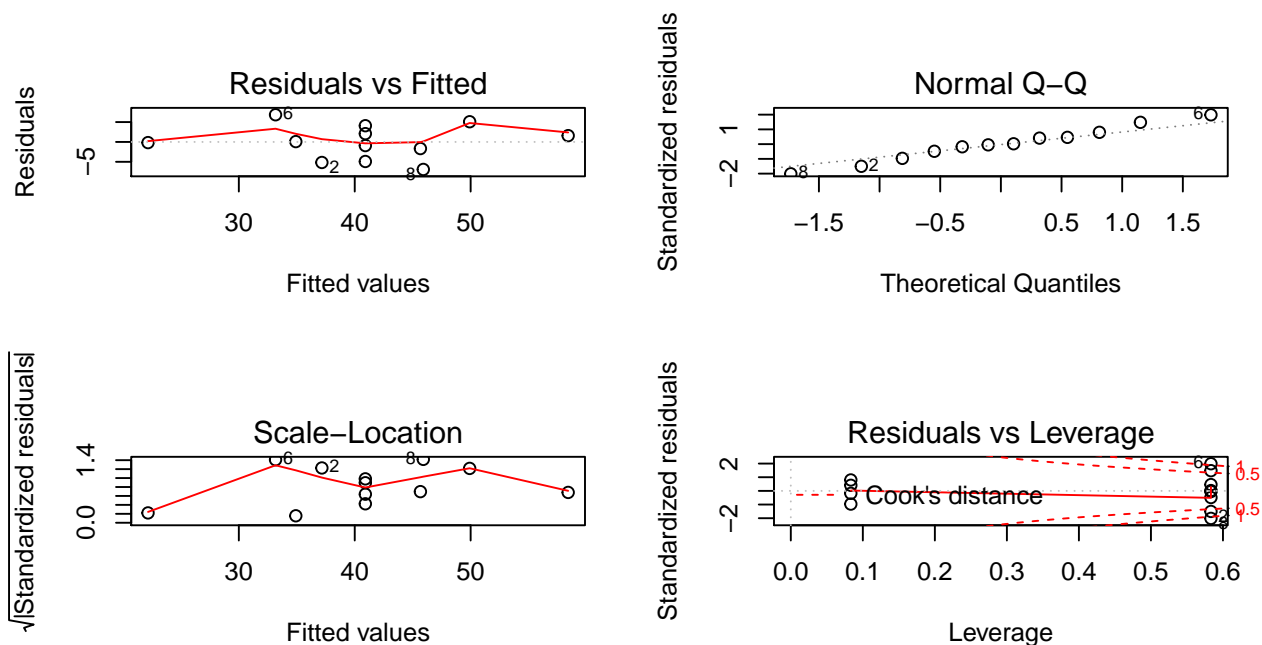 Residuals vs Fitted
Residuals
−5
6
2
8
30 40 50
Fitted values
Normal Q−Q
Standardized residuals
1
−2
8
2
6
−1.5 −0.5 0.5 1.0 1.5
Theoretical Quantiles
Scale−Location
√|Standardized residuals|
1.4
0.0
6
2
8
30 40 50
Fitted values
Residuals vs Leverage
Standardized residuals
2
−2
Cook's distance
6
2
8
1
0.5
0.5
1
0.0 0.1 0.2 0.3 0.4 0.5 0.6
Leverage